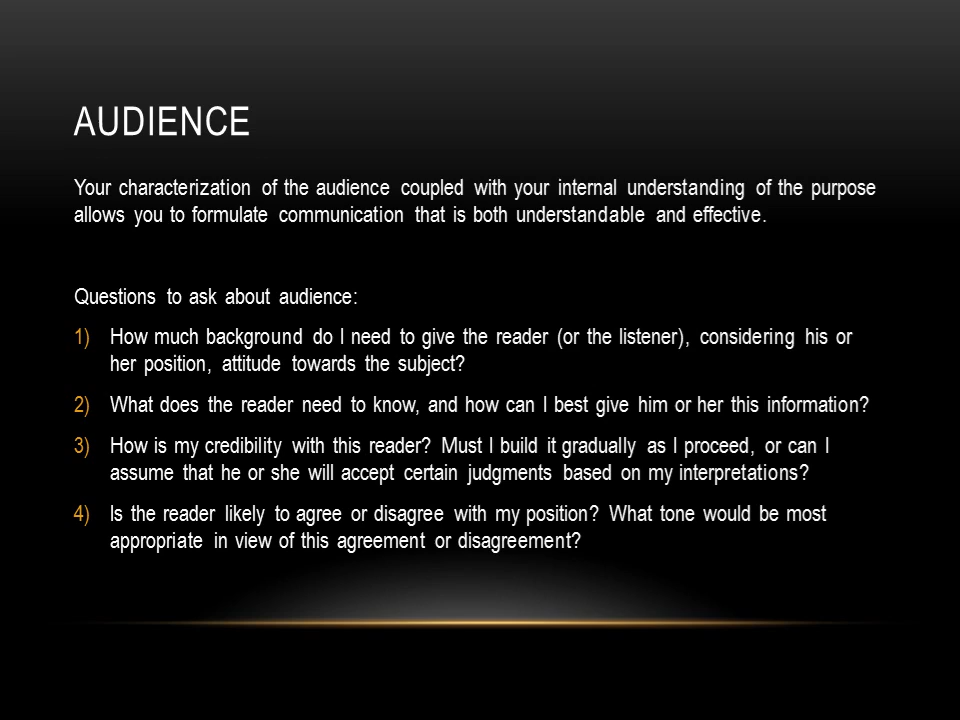 AUDIENCE
Your characterization of the audience coupled with your internal understanding of the purpose
allows you to formulate communication that is both understandable and effective.
Questions to ask about audience:
1) How much background do I need to give the reader (or the listener), considering his or
her position, attitude towards the subject?
2) What does the reader need to know, and how can I best give him or her this information?
3) How is my credibility with this reader? Must I build it gradually as I proceed, or can I
assume that he or she will accept certain judgments based on my interpretations?
4) Is the reader likely to agree or disagree with my position? What tone would be most
appropriate in view of this agreement or disagreement?